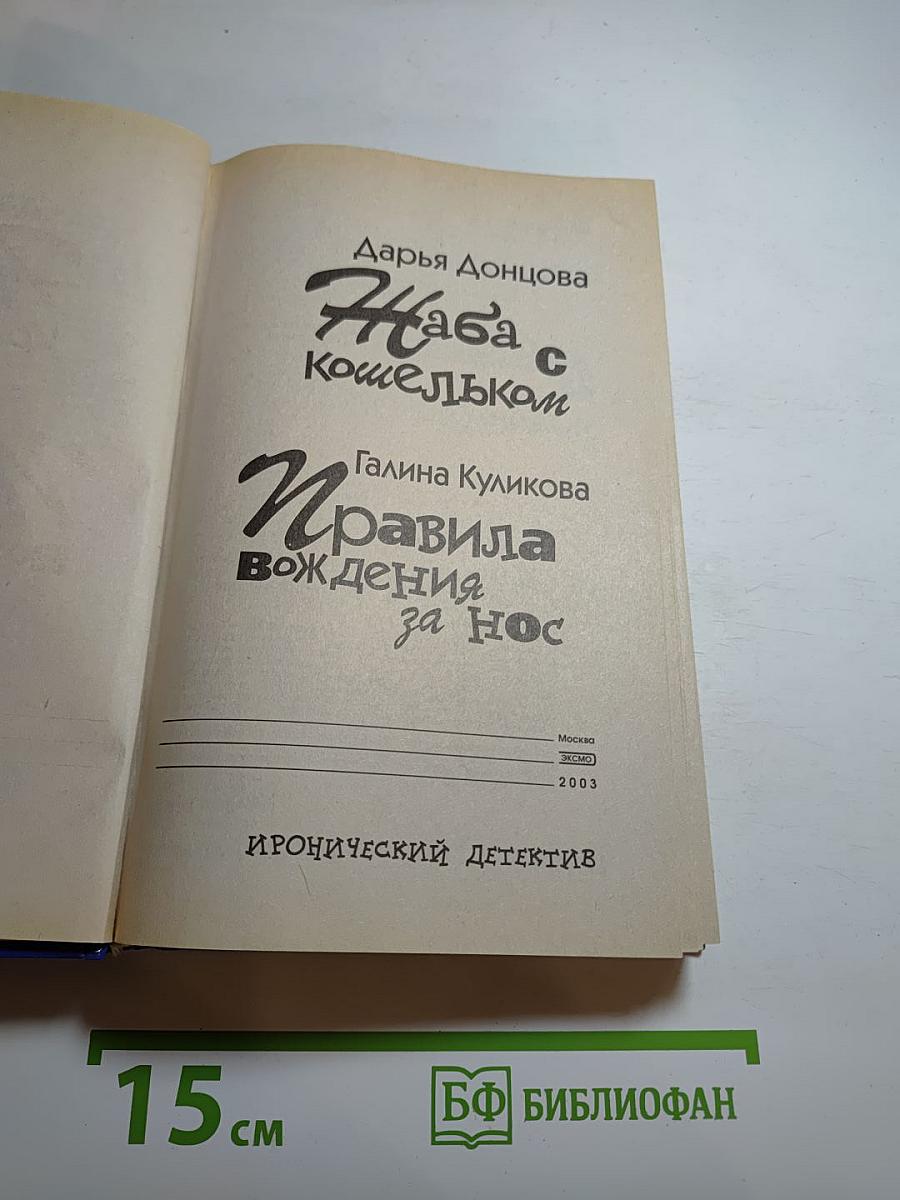 Дарья Донцова
Жаба с
кошельком
Галина Куликова
Правила
вождения
за нос
Москва
ЭКСМО
2003
ИРОНИЧЕСКИЙ ДЕТЕКТИВ
15 см
БФ БИБЛИОФАН